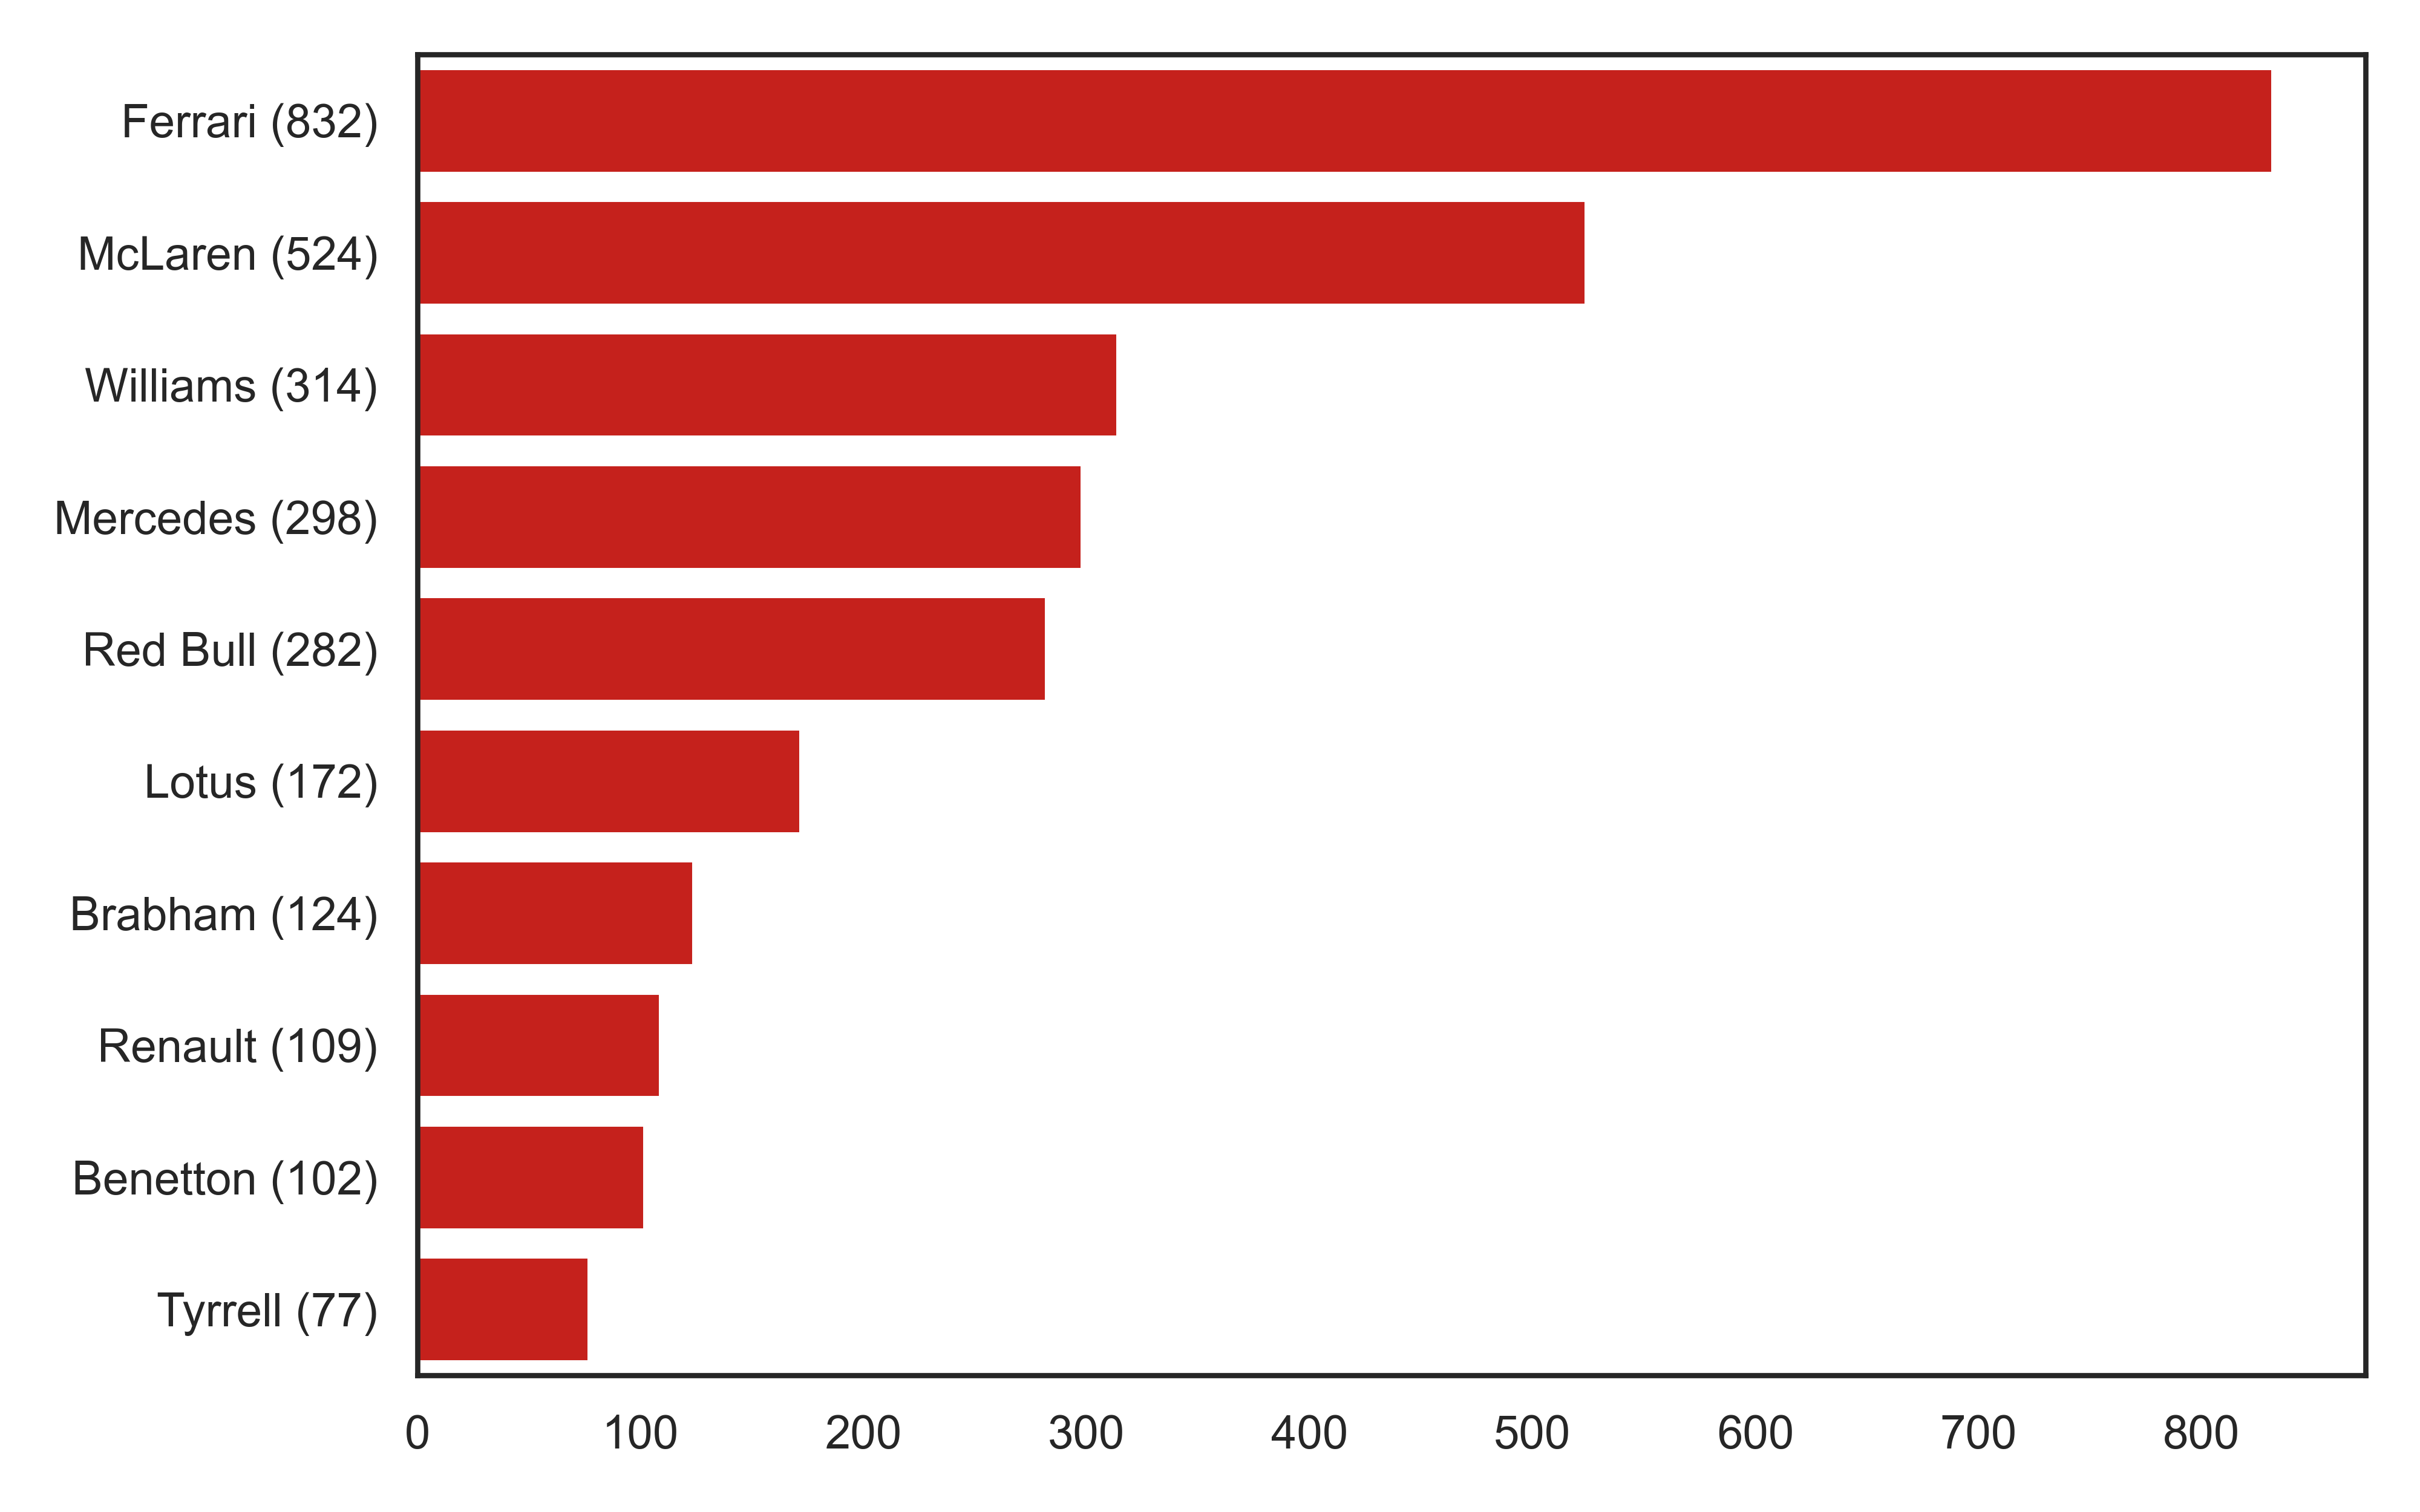 Ferrari (832)
McLaren (524)
Williams (314)
Mercedes (298)
Red Bull (282)
Lotus (172)
Brabham (124)
Renault (109)
Benetton (102)
Tyrrell (77)
0 100 200 300 400 500 600 700 800